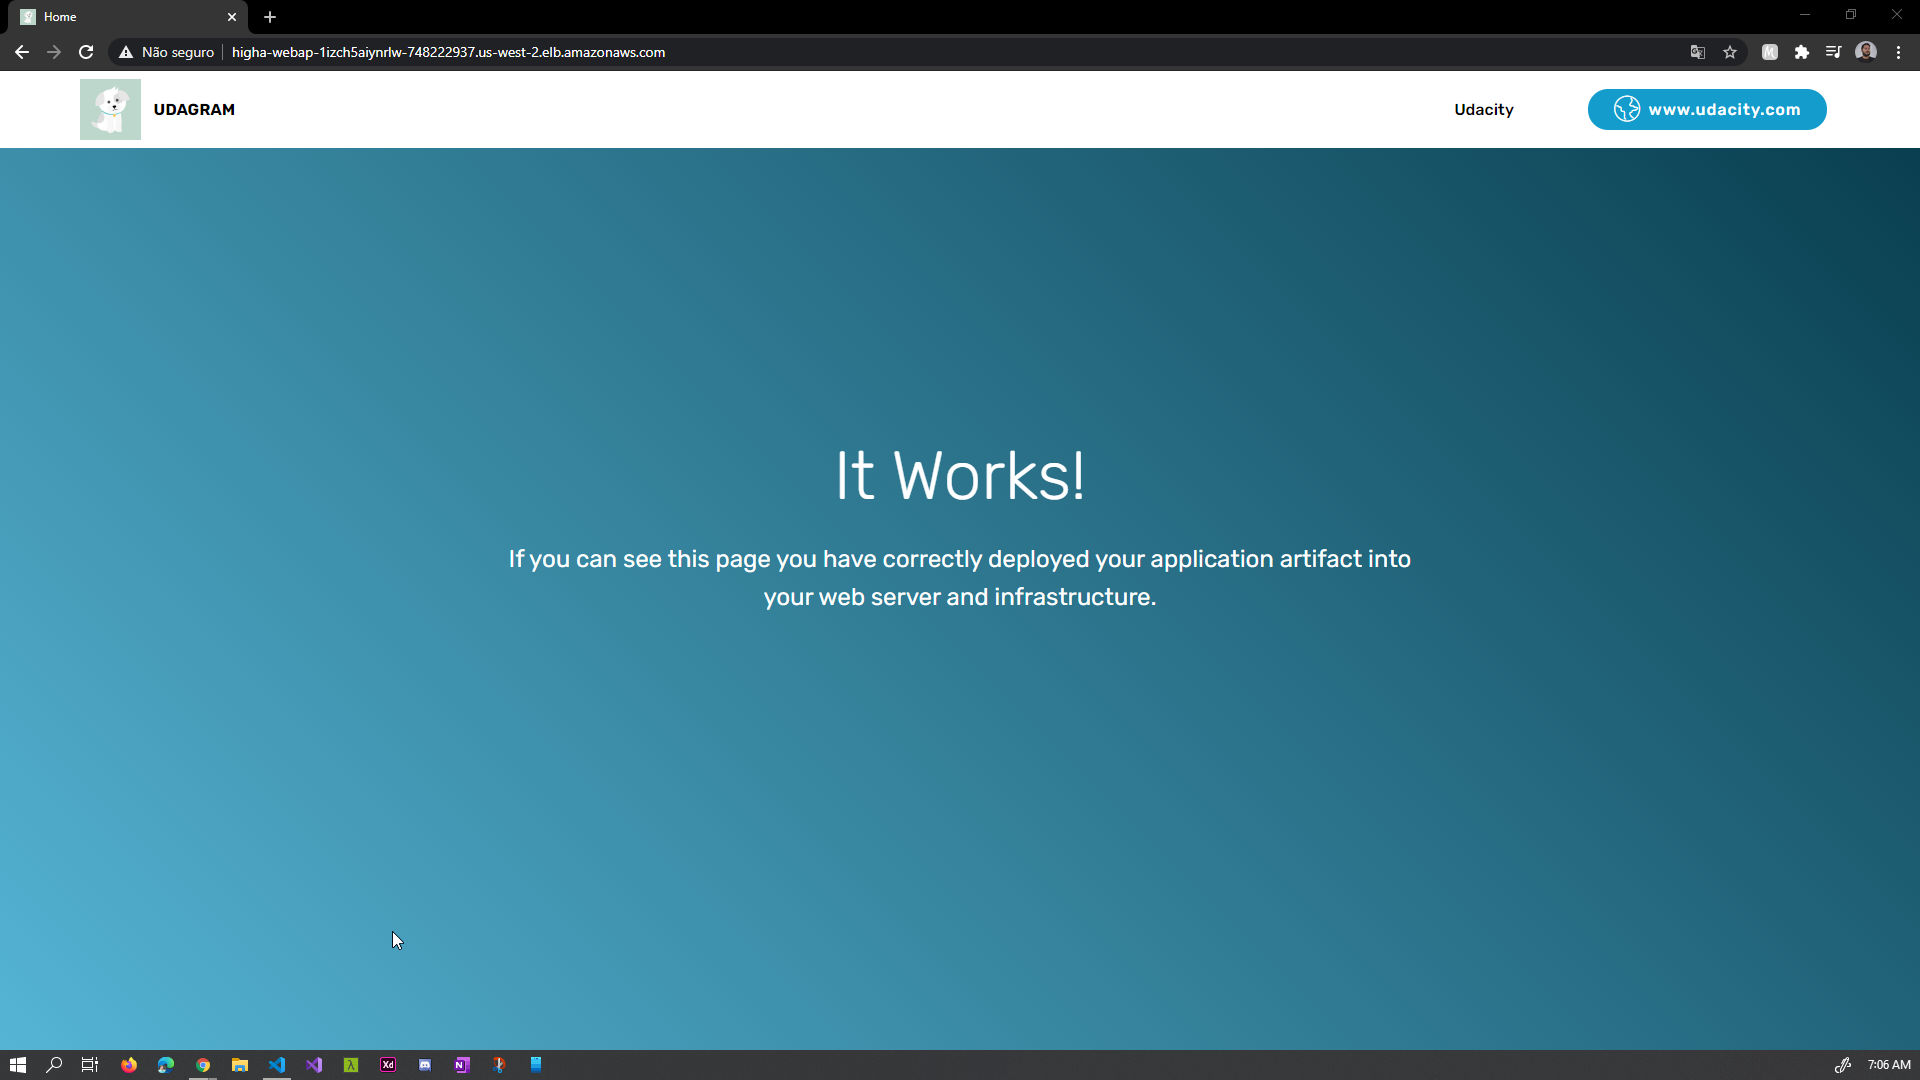 Home
Não seguro
higha-webap-1izch5aiynrlw-748222937.us-west-2.elb.amazonaws.com
UDAGRAM
Udacity
www.udacity.com
It Works!
If you can see this page you have correctly deployed your application artifact into
your web server and infrastructure.
Xd
N
7:06 AM